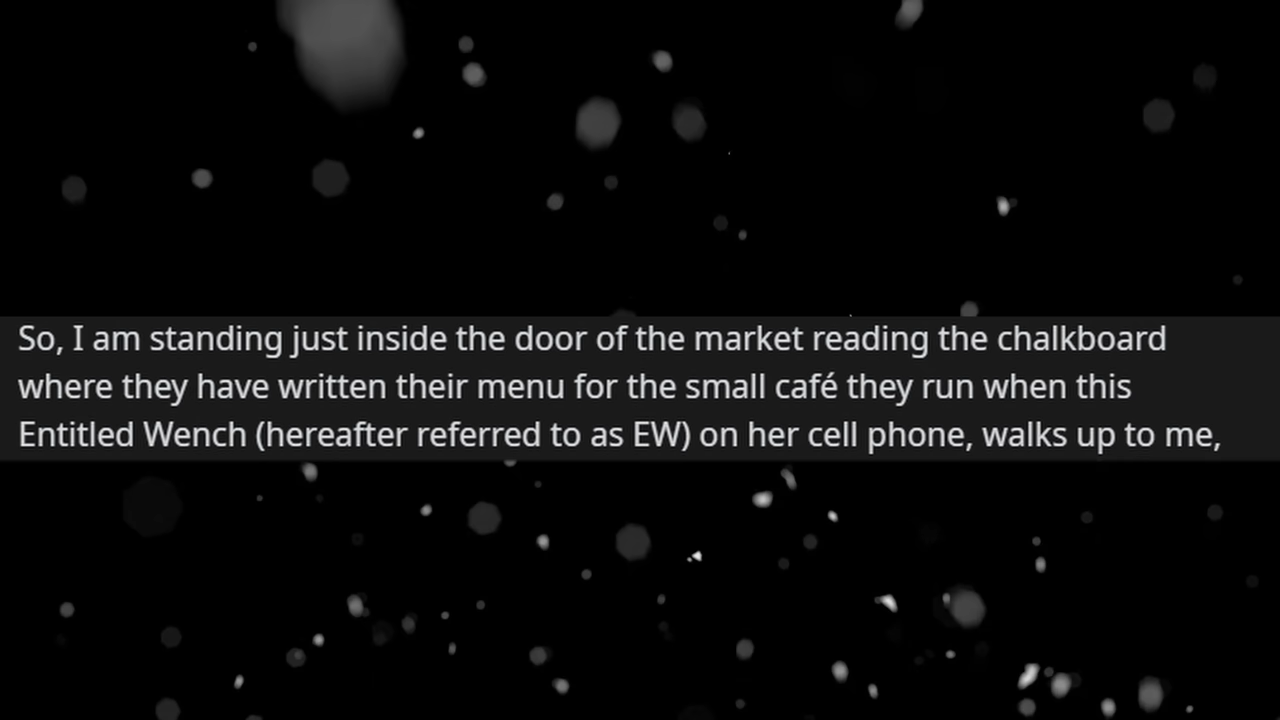 So, I am standing just inside the door of the market reading the chalkboard
where they have written their menu for the small café they run when this
Entitled Wench (hereafter referred to as EW) on her cell phone, walks up to me,